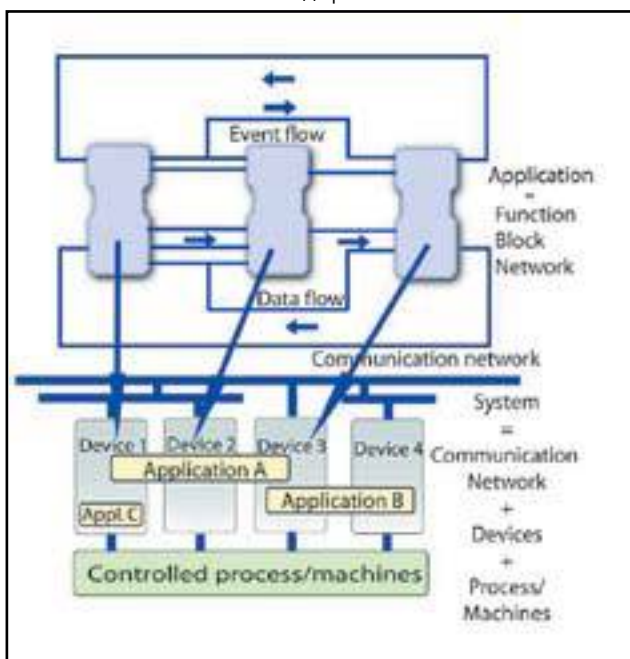 Event flow
Application
=
Function
Block
Network
Data flow
Communication network
System
=
Communication
Network
+
Devices
+
Process/
Machines
Device 1
Device 2
Device 3
Device 4
Application A
Application B
Appl. C
Controlled process/machines